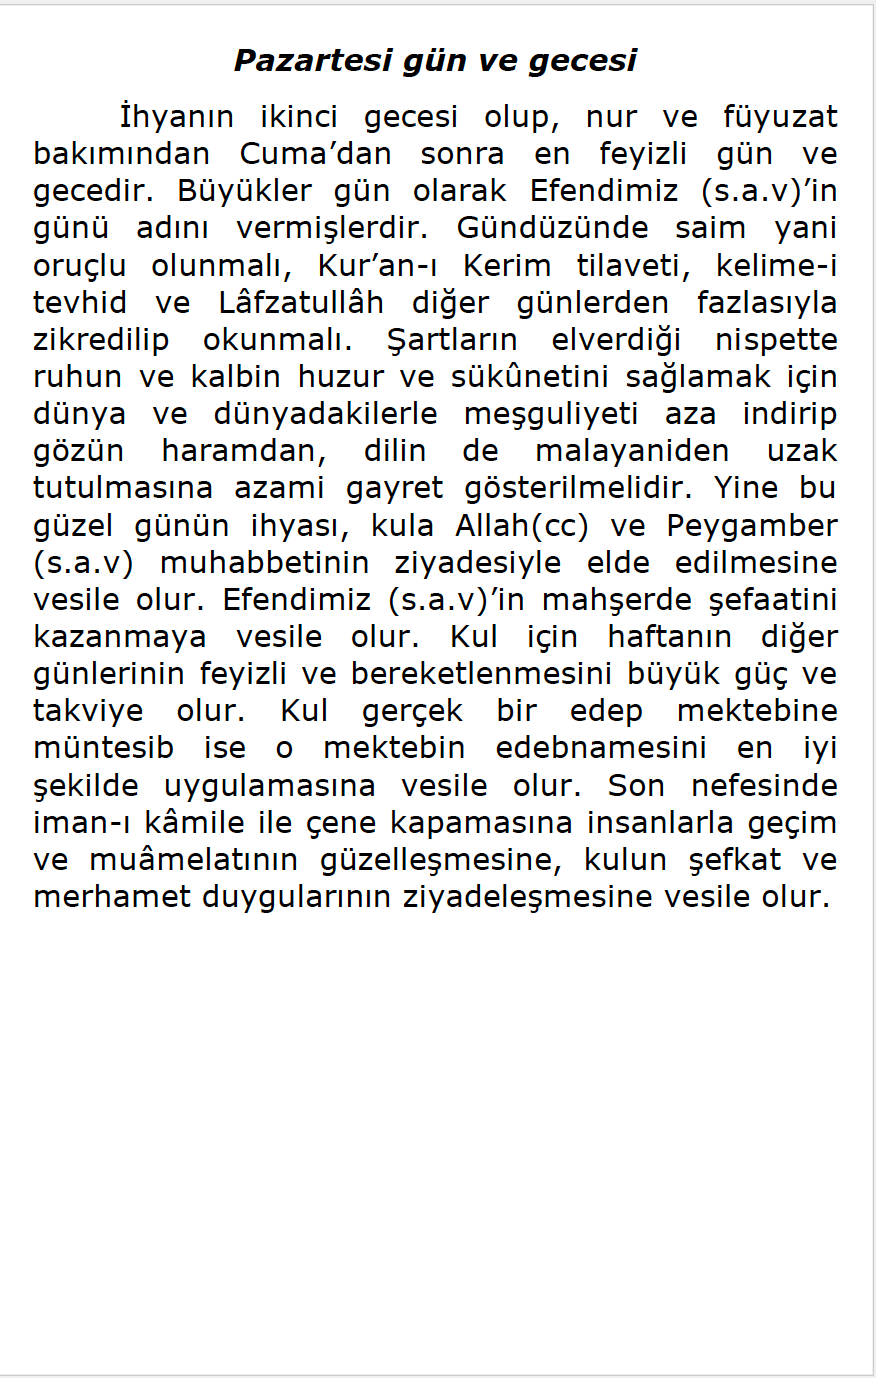 Pazartesi gün ve gecesi
İhyanın ikinci gecesi olup, nur ve füyuzat
bakımından Cuma’dan sonra en feyizli gün ve
gecedir. Büyükler gün olarak Efendimiz (s.a.v)’in
günü adını vermişlerdir. Gündüzünde saim yani
oruçlu olunmalı, Kur’an-ı Kerim tilaveti, kelime-i
tevhid ve Lâfzatullâh diğer günlerden fazlasıyla
zikredilip okunmalı. Şartların elverdiği nispette
ruhun ve kalbin huzur ve sükûnetini sağlamak için
dünya ve dünyadakilerle meşguliyeti aza indirip
gözün haramdan, dilin de malayaniden uzak
tutulmasına azami gayret gösterilmelidir. Yine bu
güzel günün ihyası, kula Allah(cc) ve Peygamber
(s.a.v) muhabbetinin ziyadesiyle elde edilmesine
vesile olur. Efendimiz (s.a.v)’in mahşerde şefaatini
kazanmaya vesile olur. Kul için haftanın diğer
günlerinin feyizli ve bereketlenmesini büyük güç ve
takviye olur. Kul gerçek bir edep mektebine
müntesib ise o mektebin edebnamesini en iyi
şekilde uygulamasına vesile olur. Son nefesinde
iman-ı kâmile ile çene kapamasına insanlarla geçim
ve muâmelatının güzelleşmesine, kulun şefkat ve
merhamet duygularının ziyadeleşmesine vesile olur.